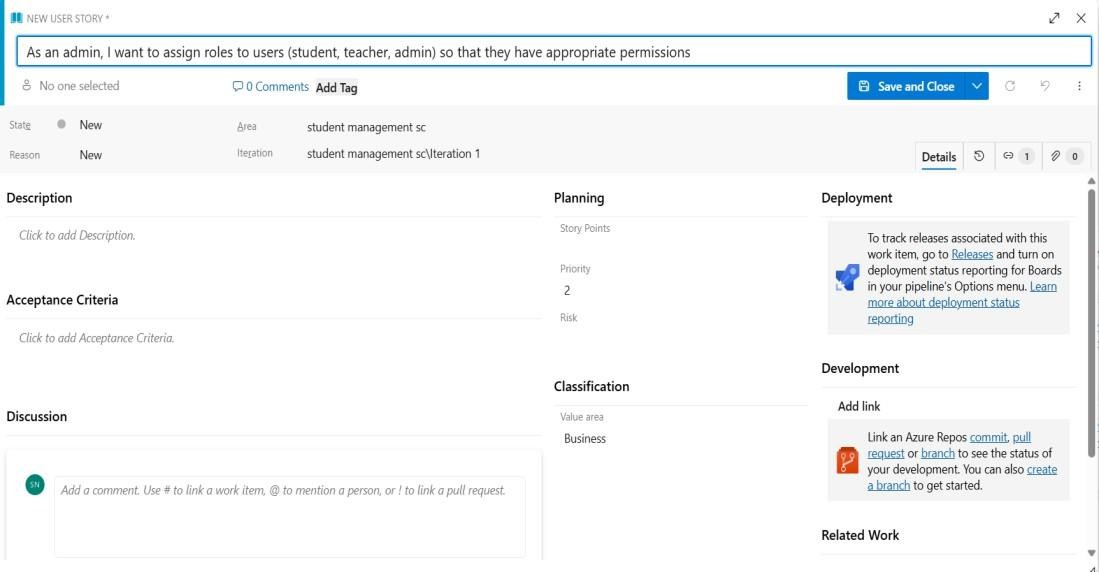 NEW USER STORY *
As an admin, I want to assign roles to users (student, teacher, admin) so that they have appropriate permissions
No one selected
0 Comments
Add Tag
Save and Close
State
New
Area
student management sc
Reason
New
Iteration
student management sc\Iteration 1
Details
1
0
Description
Click to add Description.
Acceptance Criteria
Click to add Acceptance Criteria.
Discussion
SN
Add a comment. Use # to link a work item, @ to mention a person, or ! to link a pull request.
Planning
Story Points
Priority
2
Risk
Classification
Value area
Business
Deployment
To track releases associated with this
work item, go to Releases and turn on
deployment status reporting for Boards
in your pipeline's Options menu. Learn
more about deployment status
reporting
Development
Add link
Link an Azure Repos commit, pull
request or branch to see the status of
your development. You can also create
a branch to get started.
Related Work